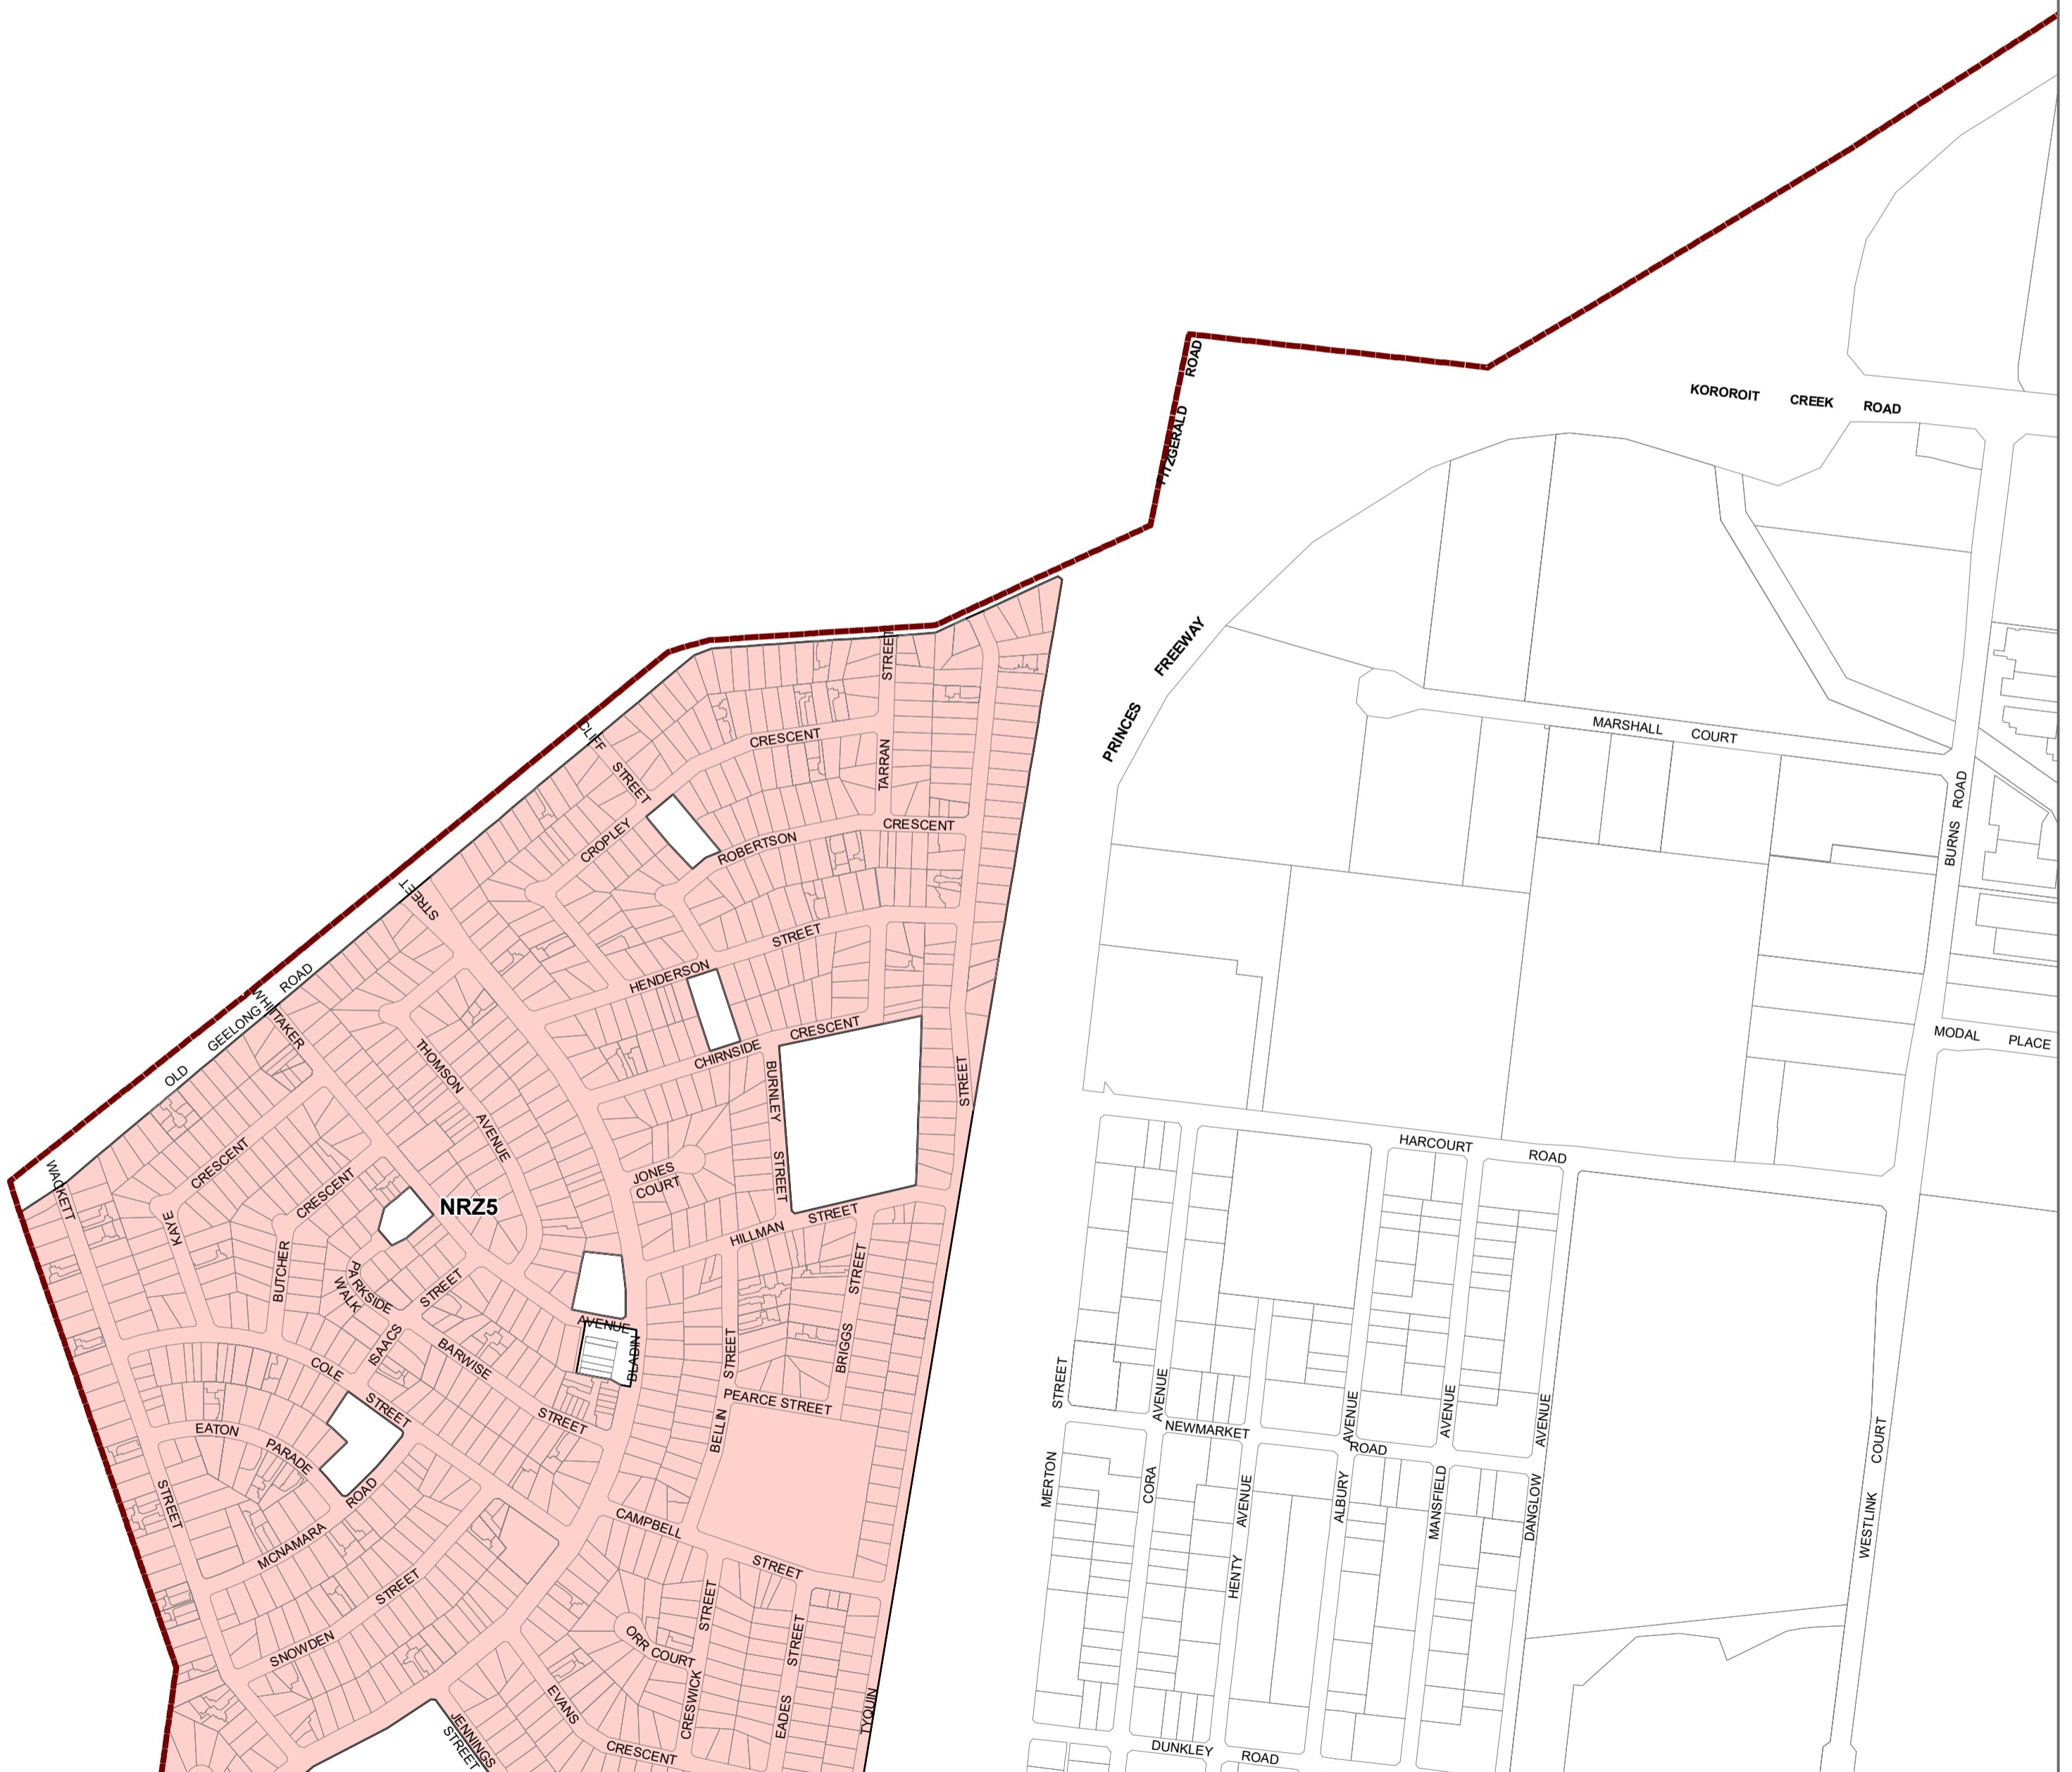 FITZGERALD ROAD
KOROROIT CREEK ROAD
PRINCES FREEWAY
MARSHALL COURT
BURNS ROAD
MODAL PLACE
HARCOURT ROAD
STREET
CLIFF STREET
CRESCENT
TARRAN
CROPLEY
ROBERTSON
CRESCENT
STREET
HENDERSON
STREET
OLD GEELONG ROAD
WHITTAKER
THOMSON
AVENUE
CHIRNSIDE
CRESCENT
BURNLEY
STREET
STREET
JONES
COURT
HILLMAN
STREET
WACKETT
CRESCENT
KAYE
CRESCENT
BUTCHER
NRZ5
PARKSIDE
WALK
STREET
ISAACS
BARWISE
STREET
AVENUE
BLADIN
STREET
BELLIN
BRIGGS
STREET
PEARCE STREET
COLE
STREET
EATON
PARADE
ROAD
MCNAMARA
STREET
SNOWDEN
STREET
CAMPBELL
STREET
ORR COURT
CRESWICK
STREET
EADES
STREET
TYQUIN
EVANS
CRESCENT
JENNINGS
STREET
STREET
MERTON
AVENUE
CORA
NEWMARKET
ROAD
AVENUE
HENTY
AVENUE
ALBURY
AVENUE
MANSFIELD
AVENUE
DANGLOW
WESTLINK COURT
DUNKLEY ROAD